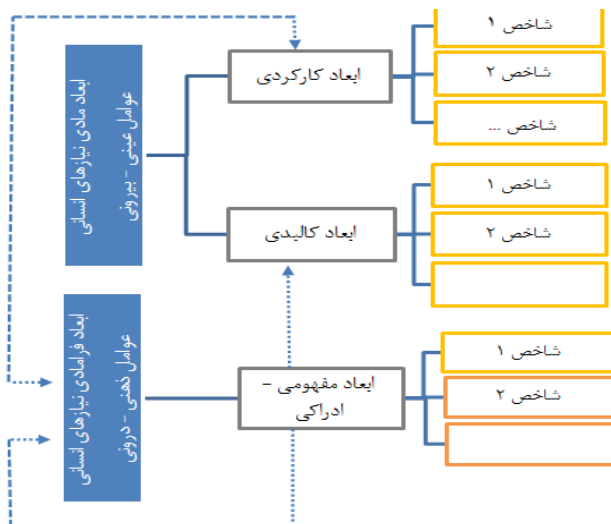 شاخص ۱
ابعاد کارکردی
شاخص ۲
شاخص ...
ابعاد مادی نیازهای انسانی
عوامل عینی - بیرونی
شاخص ۱
ابعاد کالبدی
شاخص ۲
ابعاد فرامادی نیازهای انسانی
عوامل ذهنی - درونی
شاخص ۱
ابعاد مفهومی -
ادراکی
شاخص ۲